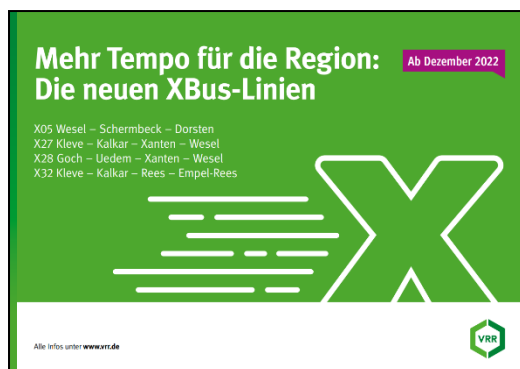 Mehr Tempo für die Region:
Die neuen XBus-Linien
Ab Dezember 2022
X05 Wesel – Schermbeck – Dorsten
X27 Kleve – Kalkar – Xanten – Wesel
X28 Goch – Uedem – Xanten – Wesel
X32 Kleve – Kalkar – Rees – Empel-Rees
X
Alle Infos unter www.vrr.de
VRR